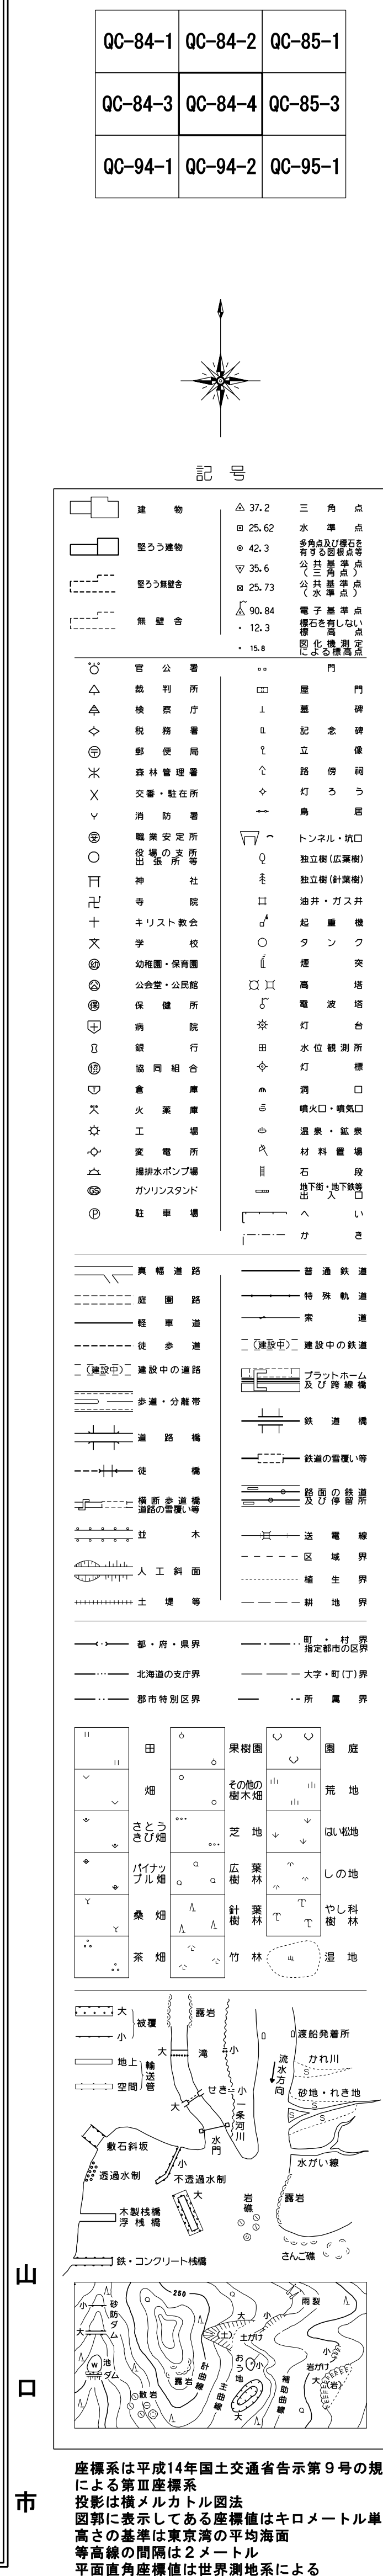 QC-84-1 QC-84-2 QC-85-1
QC-84-3 QC-84-4 QC-85-3
QC-94-1 QC-94-2 QC-95-1
記号
建物
堅ろう建物
堅ろう無壁舎
無壁舎
37.2 三角点
25.62 水準点
42.3 多角点及び標石を有する図根点等
35.6 公共基準点(三角点)
25.73 公共基準点(水準点)
90.84 電子基準点
12.3 標石を有しない標高点
15.8 図化機測定による標高点
官公署
裁判所
検察庁
税務署
郵便局
森林管理署
交番・駐在所
消防署
職業安定所
役場の支所出張所等
神社
寺院
キリスト教会
学校
幼 幼稚園・保育園
公 公会堂・公民館
保 保健所
病院
銀行
協同組合
倉庫
火薬庫
工場
変電所
揚排水ポンプ場
GS ガソリンスタンド
P 駐車場
門
屋門
墓碑
記念碑
立像
路傍祠
灯ろう
鳥居
トンネル・坑口
独立樹(広葉樹)
独立樹(針葉樹)
油井・ガス井
起重機
タンク
煙突
高塔
電波塔
灯台
水位観測所
灯標
洞口
噴火口・噴気口
温泉・鉱泉
材料置場
石段
地下街・地下鉄等出入口
へい
かき
真幅道路
庭園路
軽車道
徒歩道
(建設中) 建設中の道路
歩道・分離帯
道路橋
徒橋
横断歩道橋
道路の雪覆い等
並木
人工斜面
土堤等
普通鉄道
特殊軌道
索道
(建設中) 建設中の鉄道
プラットホーム及び跨線橋
鉄道橋
鉄道の雪覆い等
路面の鉄道及び停留所
送電線
区域界
植生界
耕地界
都・府・県界
北海道の支庁界
郡市特別区界
町・村界
指定都市の区界
大字・町(丁)界
所属界
田 果樹園 園庭
畑 その他の樹木畑 荒地
さとうきび畑 芝地 はい松地
パイナップル畑 広葉樹林 しの地
桑畑 針葉樹林 やし科樹林
茶畑 竹林 湿地
大
小
被覆
地上
空間
輸送管
露岩
滝
小
大
せき
小
水門
一条河川
流水方向
渡船発着所
かれ川
砂地・れき地
水がい線
敷石斜坂
透過水制
小
不透過水制
大
木製桟橋
浮桟橋
鉄・コンクリート桟橋
岩礁
露岩
さんご礁
小
砂防ダム
大
池
W
ダム
散岩
250
露岩
計曲線
主曲線
(土)
大
小
土がけ
おう地
小
大
補助曲線
雨裂
小
岩がけ
(岩)
大
山口市
座標系は平成14年国土交通省告示第9号の規
による第Ⅲ座標系
投影は横メルカトル図法
図郭に表示してある座標値はキロメートル単
高さの基準は東京湾の平均海面
等高線の間隔は2メートル
平面直角座標値は世界測地系による